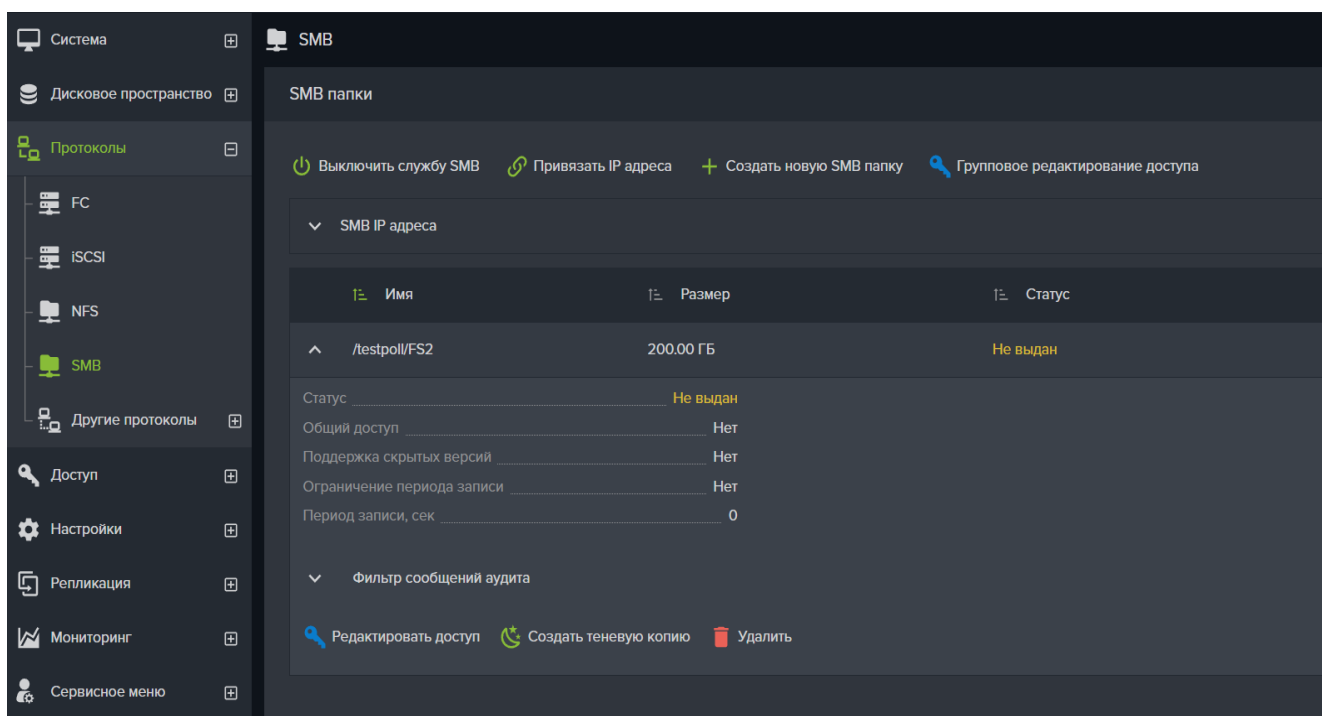 Система
Дисковое пространство
Протоколы
FC
iSCSI
NFS
SMB
Другие протоколы
Доступ
Настройки
Репликация
Мониторинг
Сервисное меню
SMB
SMB папки
Выключить службу SMB Привязать IP адреса Создать новую SMB папку Групповое редактирование доступа
SMB IP адреса
Имя Размер Статус
/testpoll/FS2 200.00 ГБ Не выдан
Статус Не выдан
Общий доступ Нет
Поддержка скрытых версий Нет
Ограничение периода записи Нет
Период записи, сек 0
Фильтр сообщений аудита
Редактировать доступ Создать теневую копию Удалить